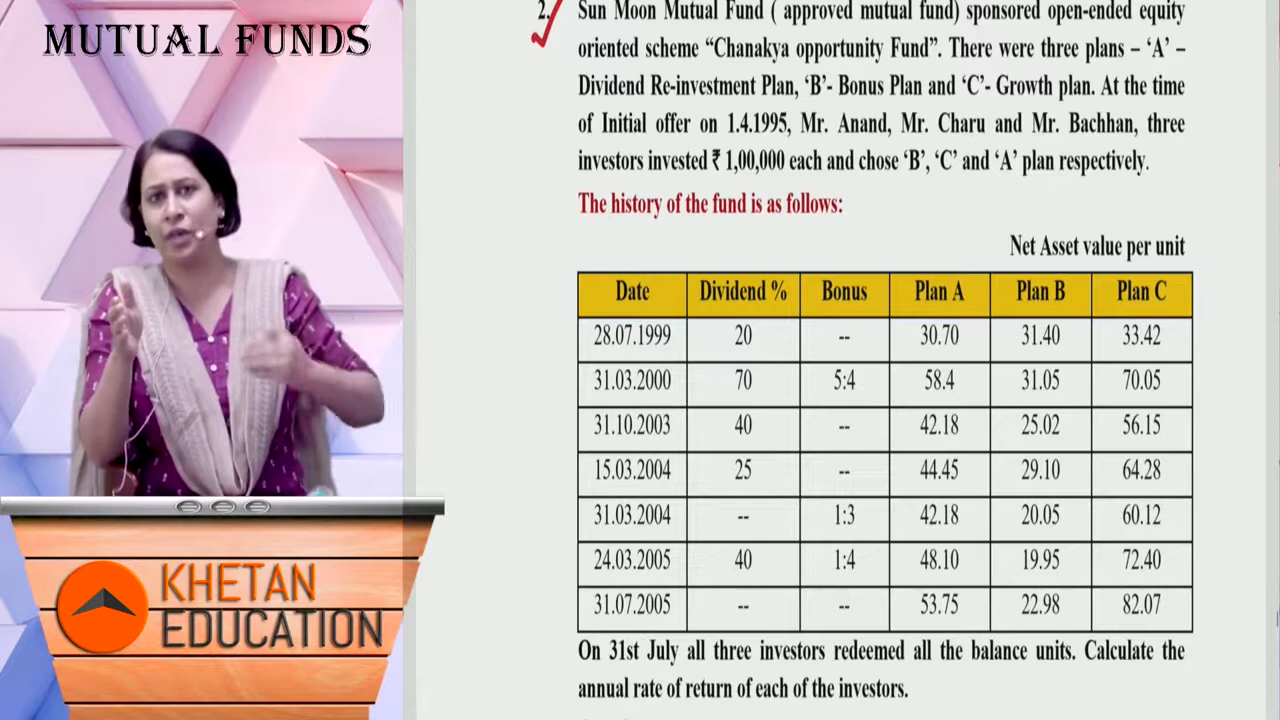 MUTUAL FUNDS
KHETAN
EDUCATION
2. Sun Moon Mutual Fund ( approved mutual fund) sponsored open-ended equity
oriented scheme “Chanakya opportunity Fund”. There were three plans – ‘A’ –
Dividend Re-investment Plan, ‘B’- Bonus Plan and ‘C’- Growth plan. At the time
of Initial offer on 1.4.1995, Mr. Anand, Mr. Charu and Mr. Bachhan, three
investors invested ₹ 1,00,000 each and chose ‘B’, ‘C’ and ‘A’ plan respectively.
The history of the fund is as follows:
Net Asset value per unit
Date Dividend % Bonus Plan A Plan B Plan C
28.07.1999 20 -- 30.70 31.40 33.42
31.03.2000 70 5:4 58.4 31.05 70.05
31.10.2003 40 -- 42.18 25.02 56.15
15.03.2004 25 -- 44.45 29.10 64.28
31.03.2004 -- 1:3 42.18 20.05 60.12
24.03.2005 40 1:4 48.10 19.95 72.40
31.07.2005 -- -- 53.75 22.98 82.07
On 31st July all three investors redeemed all the balance units. Calculate the
annual rate of return of each of the investors.